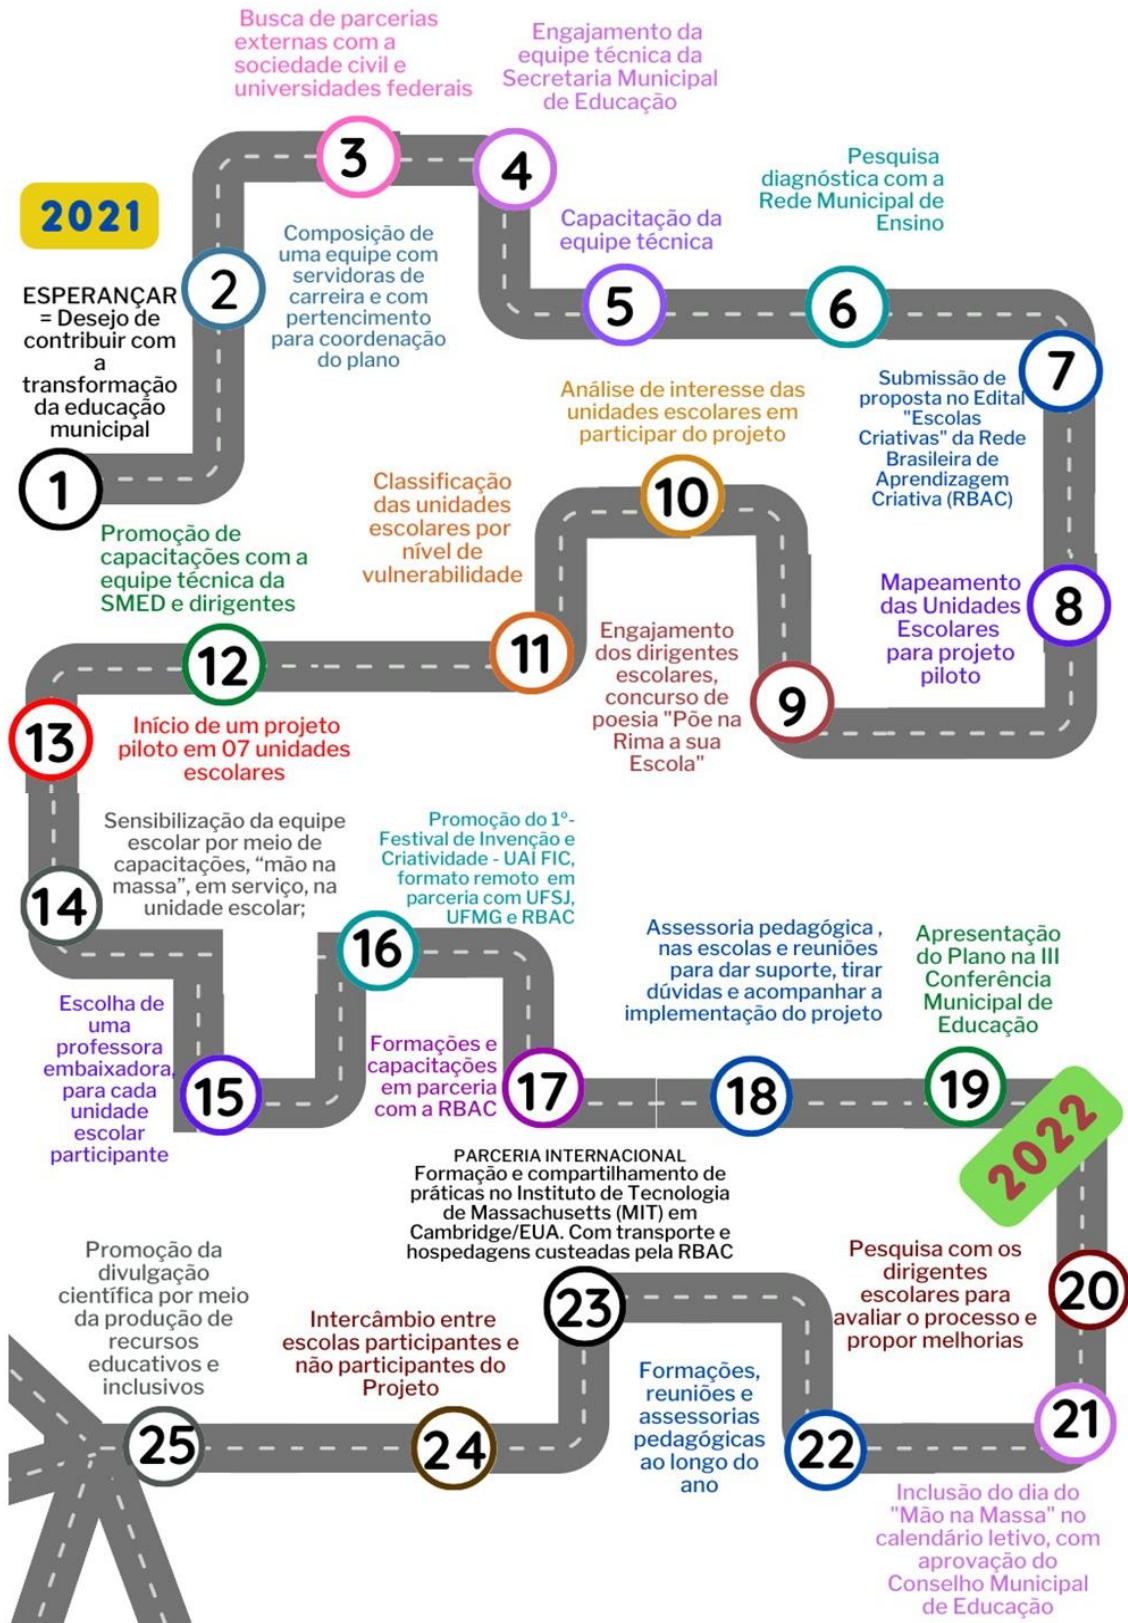 2021
1
ESPERANÇAR
= Desejo de
contribuir com
a
transformação
da educação
municipal
2
Composição de
uma equipe com
servidoras de
carreira e com
pertencimento
para coordenação
do plano
3
Busca de parcerias
externas com a
sociedade civil e
universidades federais
4
Engajamento da
equipe técnica da
Secretaria Municipal
de Educação
5
Capacitação da
equipe técnica
6
Pesquisa
diagnóstica com a
Rede Municipal de
Ensino
7
Submissão de
proposta no Edital
"Escolas
Criativas" da Rede
Brasileira de
Aprendizagem
Criativa (RBAC)
8
Mapeamento
das Unidades
Escolares
para projeto
piloto
9
Engajamento
dos dirigentes
escolares,
concurso de
poesia "Põe na
Rima a sua
Escola"
10
Análise de interesse das
unidades escolares em
participar do projeto
11
Classificação
das unidades
escolares por
nível de
vulnerabilidade
12
Promoção de
capacitações com a
equipe técnica da
SMED e dirigentes
13
Início de um projeto
piloto em 07 unidades
escolares
14
Sensibilização da equipe
escolar por meio de
capacitações, “mão na
massa”, em serviço, na
unidade escolar;
15
Escolha de
uma
professora
embaixadora,
para cada
unidade
escolar
participante
16
Promoção do 1º-
Festival de Invenção e
Criatividade - UAI FIC,
formato remoto em
parceria com UFSJ,
UFMG e RBAC
17
Formações e
capacitações
em parceria
com a RBAC
18
Assessoria pedagógica ,
nas escolas e reuniões
para dar suporte, tirar
dúvidas e acompanhar a
implementação do projeto
19
Apresentação
do Plano na III
Conferência
Municipal de
Educação
2022
20
Pesquisa com os
dirigentes
escolares para
avaliar o processo e
propor melhorias
21
Inclusão do dia do
"Mão na Massa" no
calendário letivo, com
aprovação do
Conselho Municipal
de Educação
22
Formações,
reuniões e
assessorias
pedagógicas
ao longo do
ano
23
PARCERIA INTERNACIONAL
Formação e compartilhamento de
práticas no Instituto de Tecnologia
de Massachusetts (MIT) em
Cambridge/EUA. Com transporte e
hospedagens custeadas pela RBAC
24
Intercâmbio entre
escolas participantes e
não participantes do
Projeto
25
Promoção da
divulgação
científica por meio
da produção de
recursos
educativos e
inclusivos